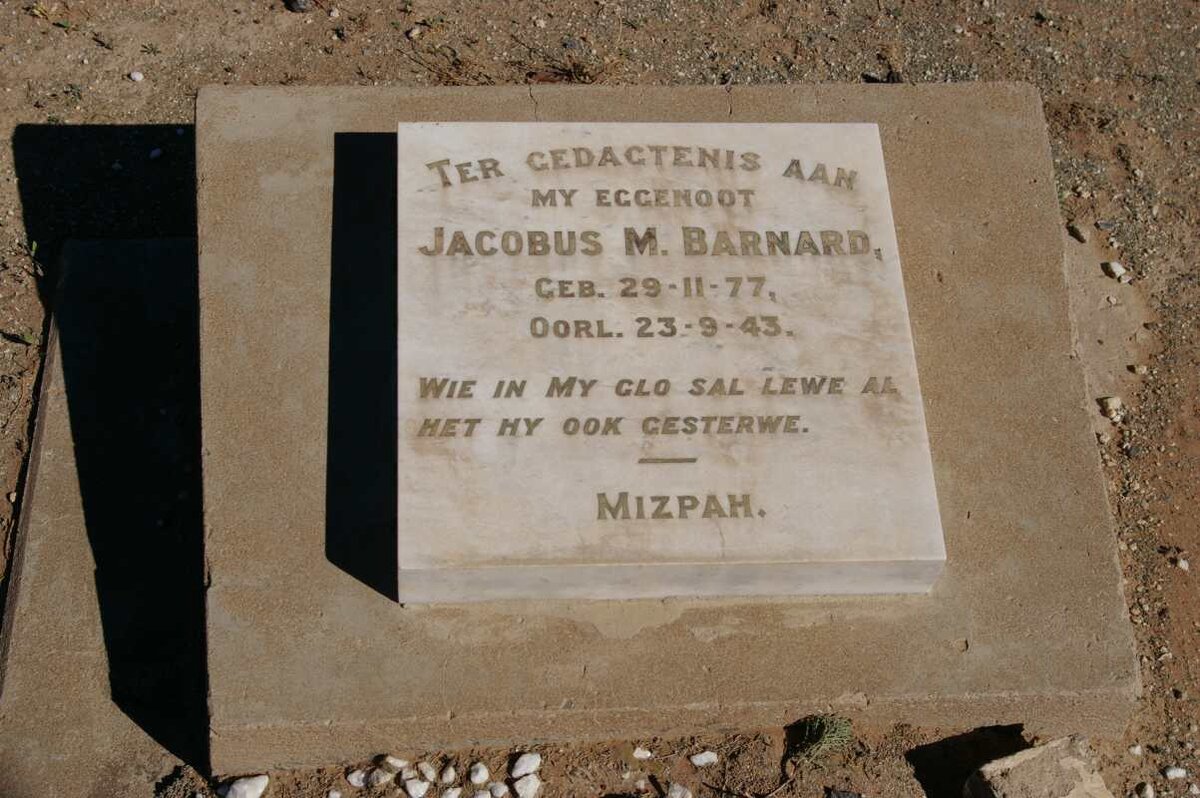 TER GEDACTENIS AAN
MY EGGENOOT
JACOBUS M. BARNARD,
GEB. 29-11-77,
OORL. 23-9-43.
WIE IN MY GLO SAL LEWE AL
HET HY OOK GESTERWE.
MIZPAH.